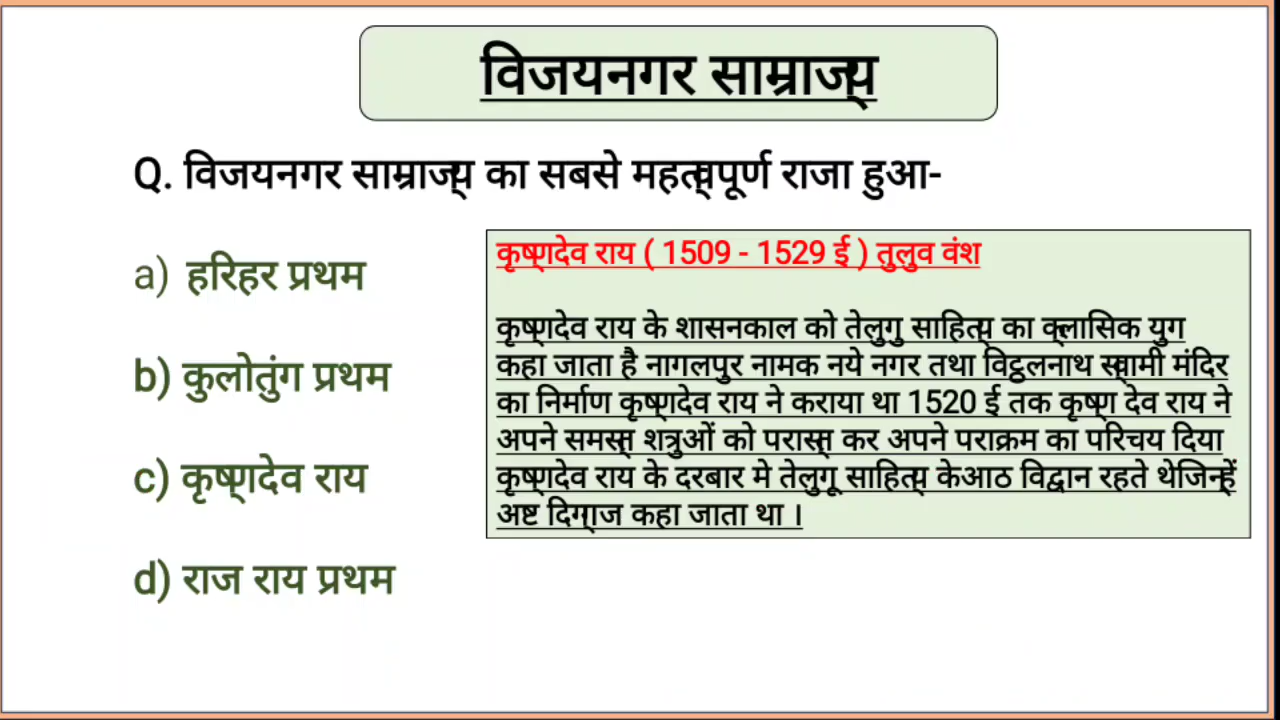 विजयनगर साम्राज्य
Q. विजयनगर साम्राज्य का सबसे महत्वपूर्ण राजा हुआ-
a) हरिहर प्रथम
b) कुलोतुंग प्रथम
c) कृष्णदेव राय
d) राज राय प्रथम
कृष्णदेव राय ( 1509 - 1529 ई ) तुलुव वंश
कृष्णदेव राय के शासनकाल को तेलुगु साहित्य का क्लासिक युग
कहा जाता है नागलपुर नामक नये नगर तथा विट्ठलनाथ स्वामी मंदिर
का निर्माण कृष्णदेव राय ने कराया था 1520 ई तक कृष्ण देव राय ने
अपने समस्त शत्रुओं को परास्त कर अपने पराक्रम का परिचय दिया
कृष्णदेव राय के दरबार मे तेलुगू साहित्य केआठ विद्वान रहते थेजिन्हें
अष्ट दिग्गाज कहा जाता था ।